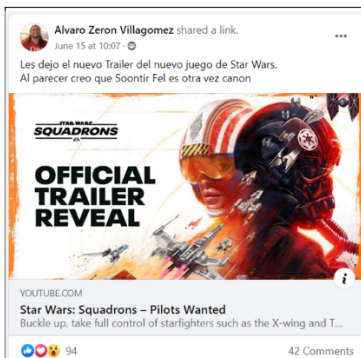 Alvaro Zeron Villagomez shared a link.
June 15 at 10:07 ·
Les dejo el nuevo Trailer del nuevo juego de Star Wars.
Al parecer creo que Soontir Fel es otra vez canon
STAR WARS
SQUADRONS
OFFICIAL
TRAILER
REVEAL
YOUTUBE.COM
Star Wars: Squadrons – Pilots Wanted
Buckle up, take full control of starfighters such as the X-wing and T...
94
42 Comments